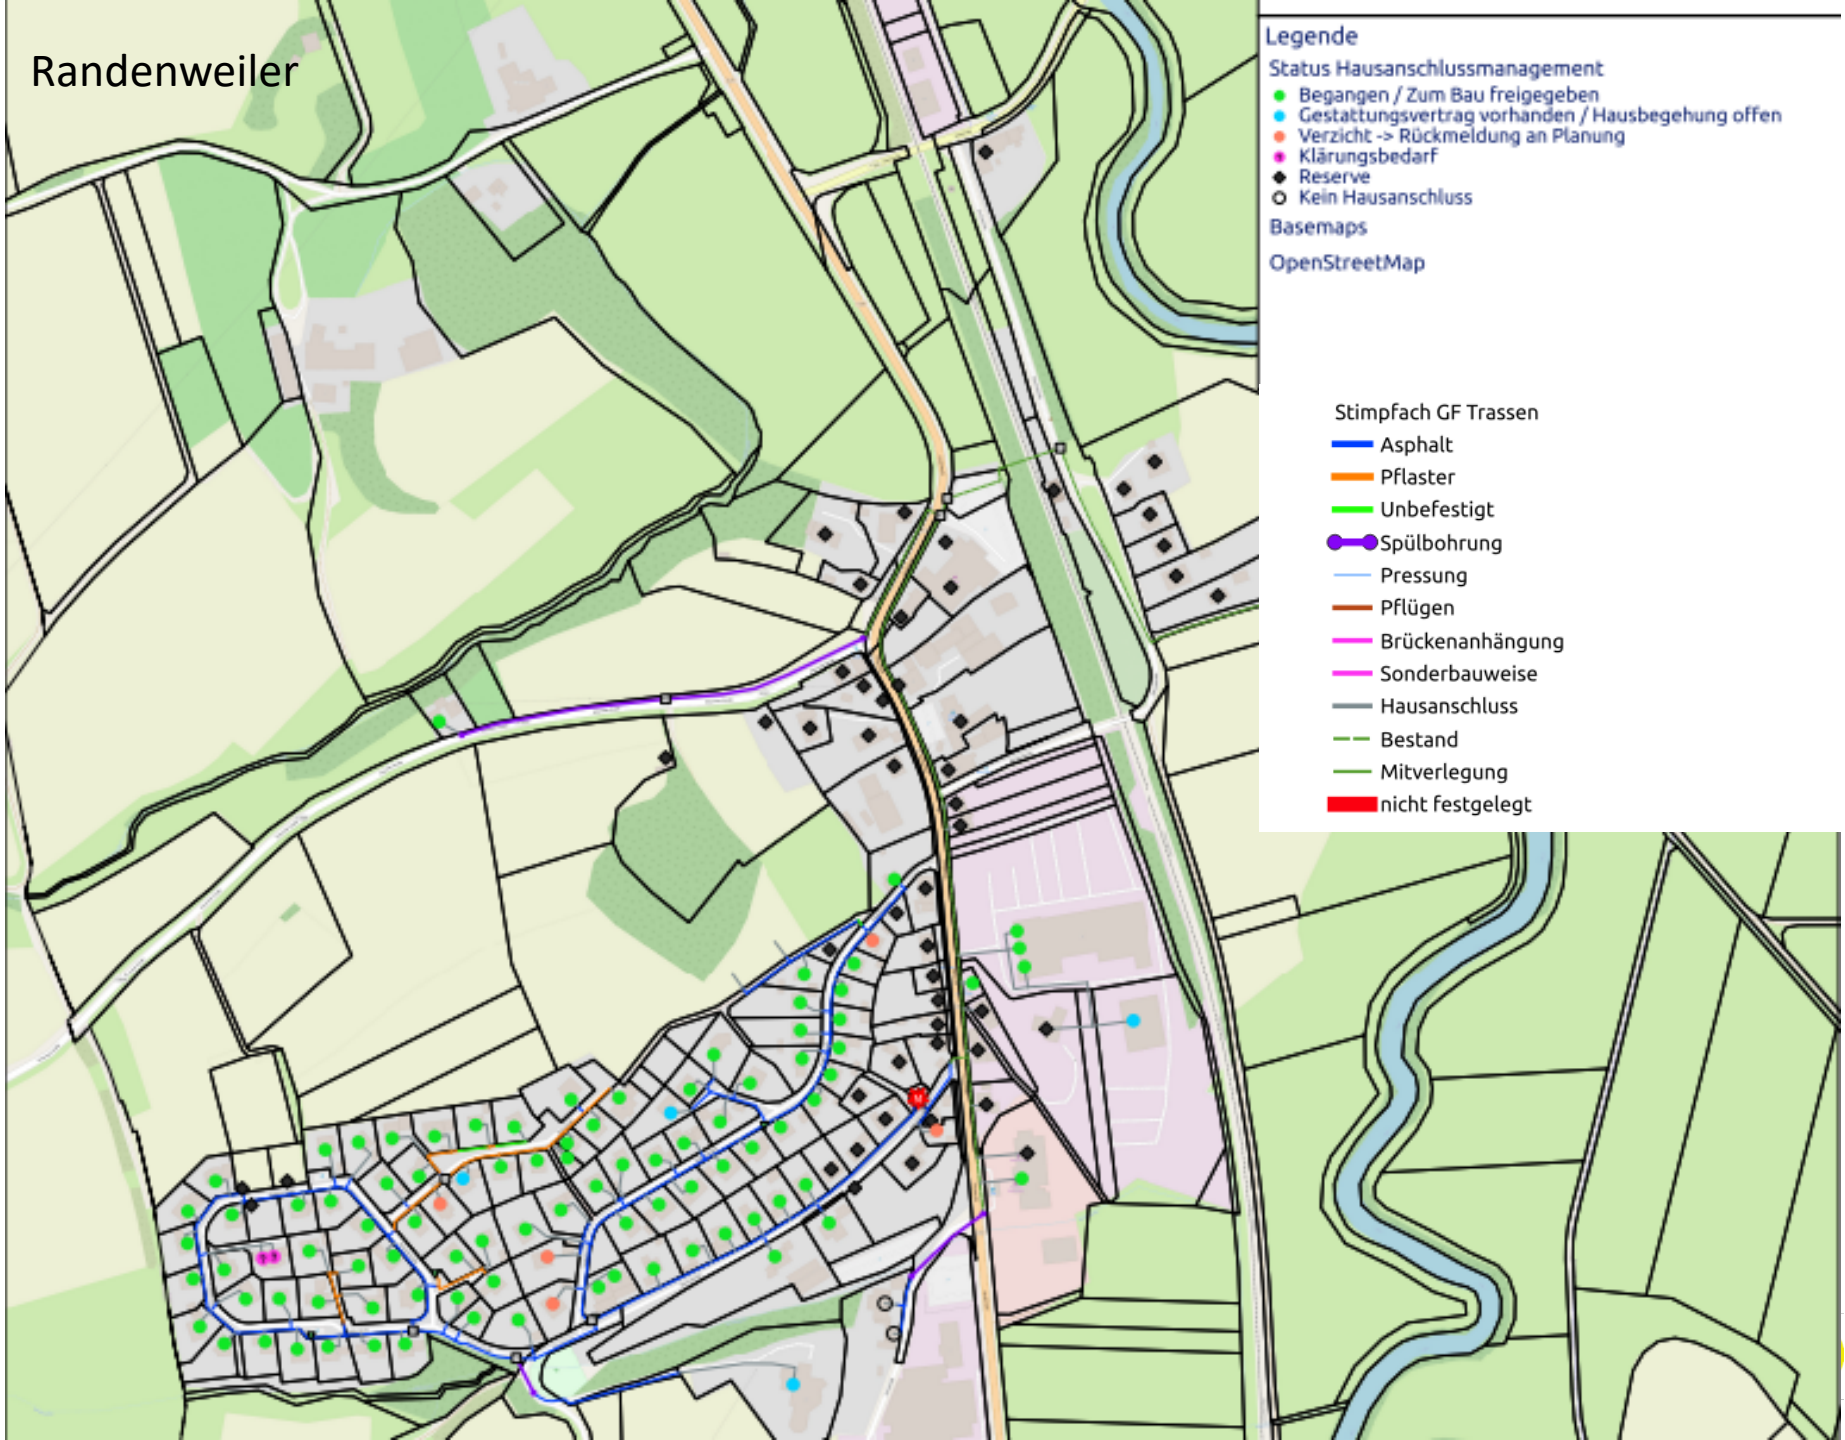 Randenweiler
Legende
Status Hausanschlussmanagement
Begangen / Zum Bau freigegeben
Gestattungsvertrag vorhanden / Hausbegehung offen
Verzicht -> Rückmeldung an Planung
Klärungsbedarf
Reserve
Kein Hausanschluss
Basemaps
OpenStreetMap
Stimpfach GF Trassen
Asphalt
Pflaster
Unbefestigt
Spülbohrung
Pressung
Pflügen
Brückenanhängung
Sonderbauweise
Hausanschluss
Bestand
Mitverlegung
nicht festgelegt
M